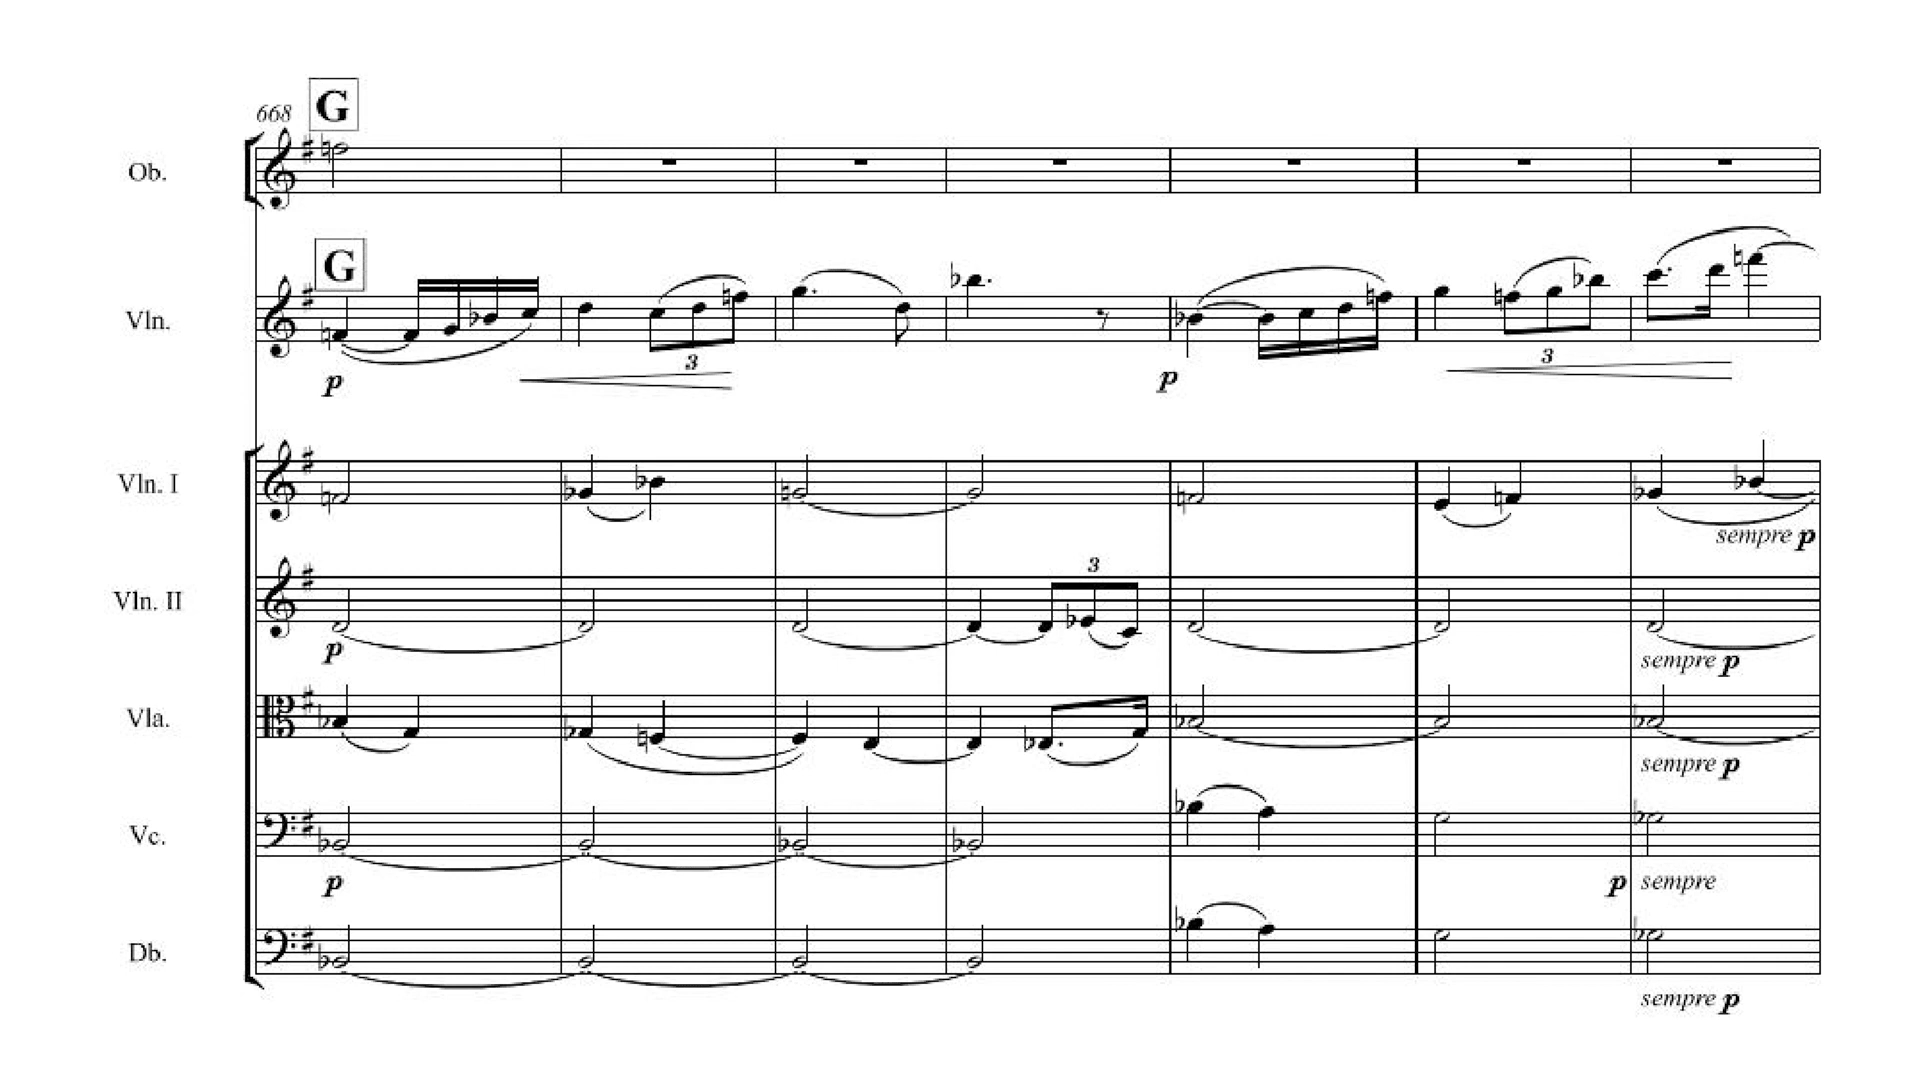 G
668
Ob.
G
Vln.
3
3
p
p
Vln. I
sempre p
3
Vln. II
p
sempre p
Vla.
sempre p
Vc.
p
p sempre
Db.
sempre p